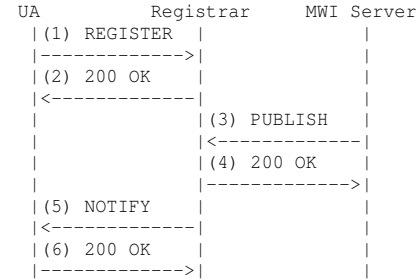 UA Registrar MWI Server
(1) REGISTER
(2) 200 OK
(3) PUBLISH
(4) 200 OK
(5) NOTIFY
(6) 200 OK